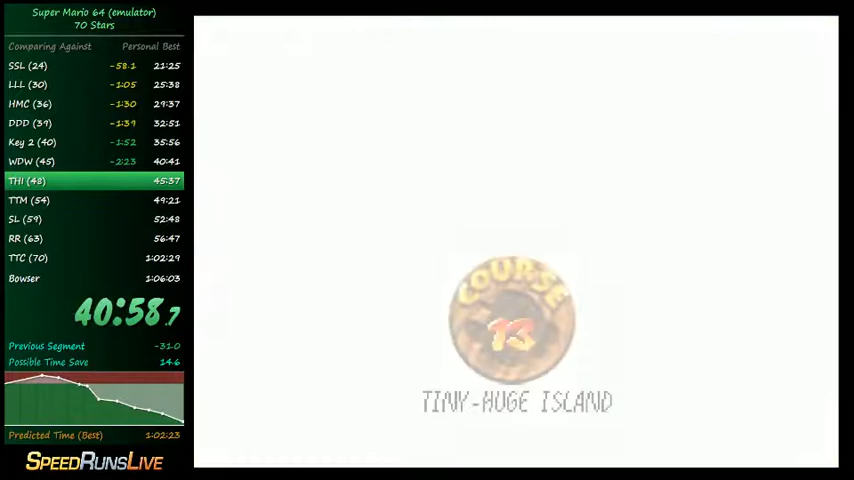 Super Mario 64 (emulator)
70 Stars
Comparing Against Personal Best
SSL (24) -58.1 21:25
LLL (30) -1:05 25:38
HMC (36) -1:30 29:37
DDD (39) -1:39 32:51
Key 2 (40) -1:52 35:56
WDW (45) -2:23 40:41
THI (48) 45:37
TTM (54) 49:21
SL (59) 52:48
RR (63) 56:47
TTC (70) 1:02:29
Bowser 1:06:03
40:58.7
Previous Segment -31.0
Possible Time Save 14.6
Predicted Time (Best) 1:02:23
SPEEDRUNSLIVE
COURSE
13
TINY-HUGE ISLAND